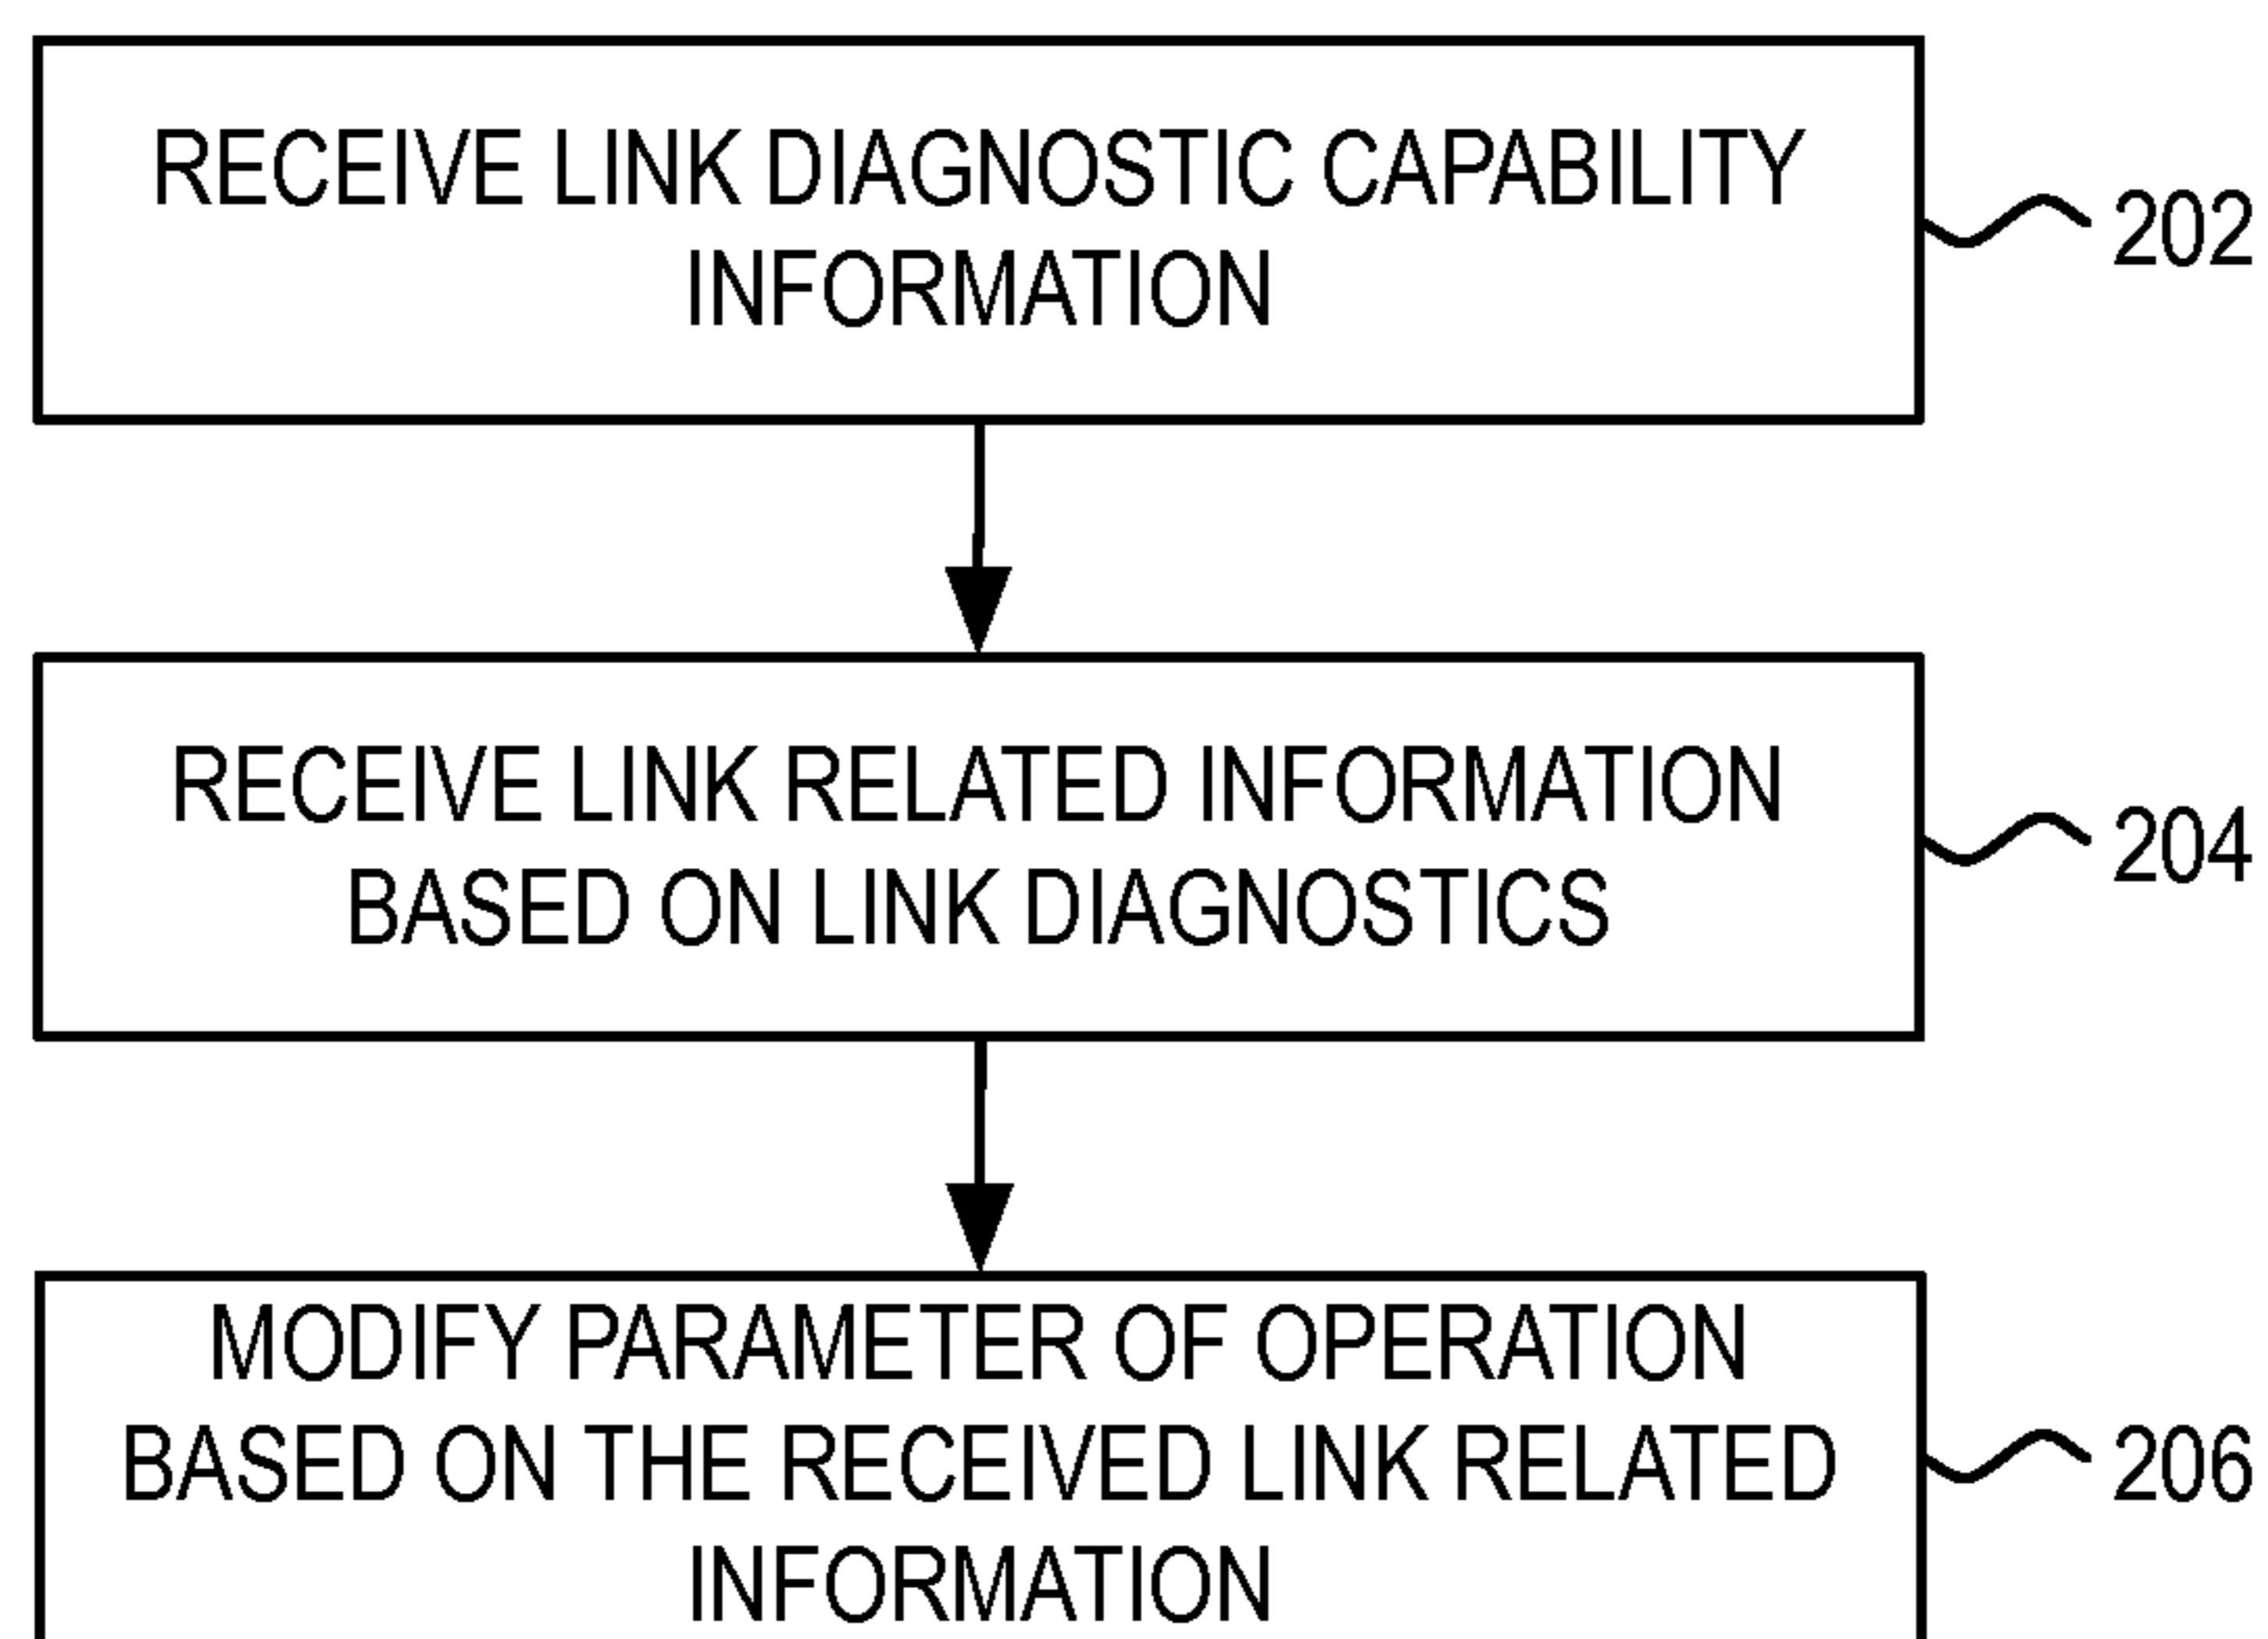 RECEIVE LINK DIAGNOSTIC CAPABILITY
INFORMATION
202
RECEIVE LINK RELATED INFORMATION
BASED ON LINK DIAGNOSTICS
204
MODIFY PARAMETER OF OPERATION
BASED ON THE RECEIVED LINK RELATED
INFORMATION
206